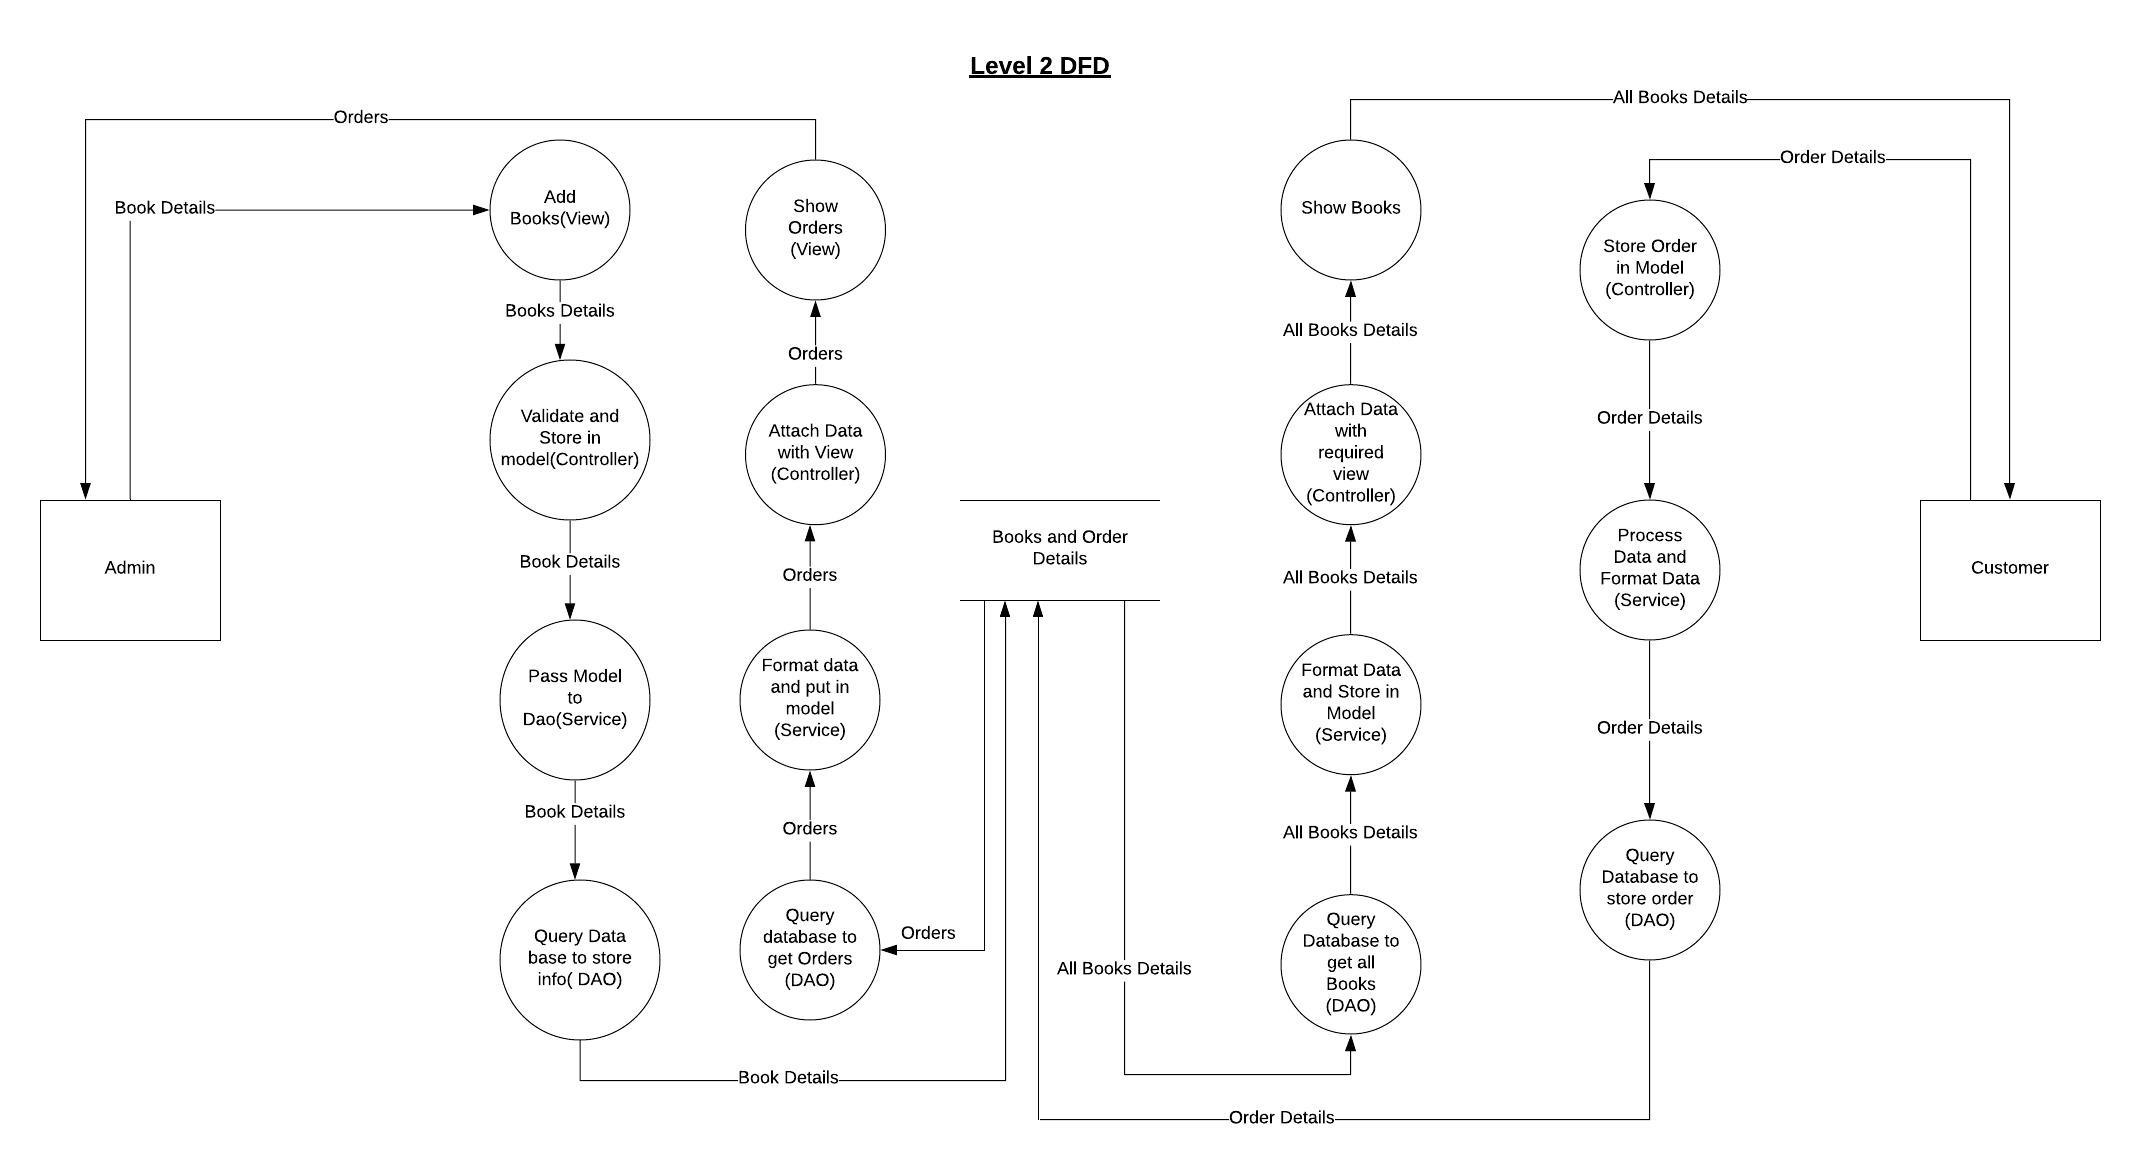 Level 2 DFD
Orders
Book Details
Add
Books(View)
Books Details
Validate and
Store in
model(Controller)
Book Details
Pass Model
to
Dao(Service)
Book Details
Query Data
base to store
info( DAO)
Book Details
Admin
Show
Orders
(View)
Orders
Attach Data
with View
(Controller)
Orders
Format data
and put in
model
(Service)
Orders
Query
database to
get Orders
(DAO)
Orders
Books and Order
Details
All Books Details
All Books Details
Show Books
All Books Details
Attach Data
with
required
view
(Controller)
All Books Details
Format Data
and Store in
Model
(Service)
All Books Details
Query
Database to
get all
Books
(DAO)
Order Details
Store Order
in Model
(Controller)
Order Details
Process
Data and
Format Data
(Service)
Order Details
Query
Database to
store order
(DAO)
Order Details
Customer